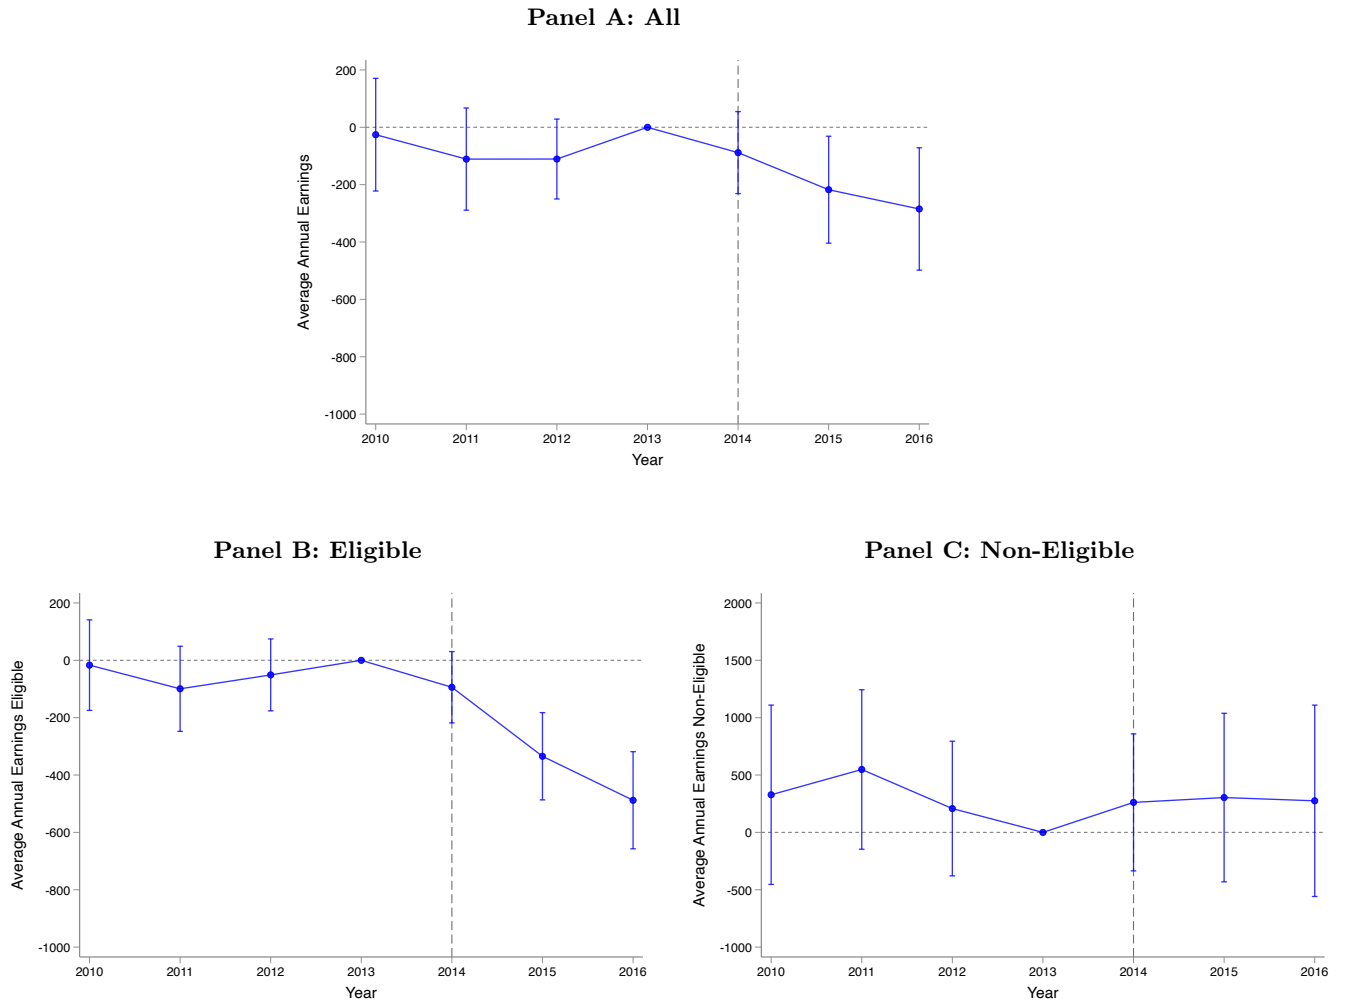 Panel A: All
Average Annual Earnings
200
0
-200
-400
-600
-800
-1000
2010 2011 2012 2013 2014 2015 2016
Year
Panel B: Eligible
Average Annual Earnings Eligible
200
0
-200
-400
-600
-800
-1000
2010 2011 2012 2013 2014 2015 2016
Year
Panel C: Non-Eligible
Average Annual Earnings Non-Eligible
2000
1500
1000
500
0
-500
-1000
2010 2011 2012 2013 2014 2015 2016
Year